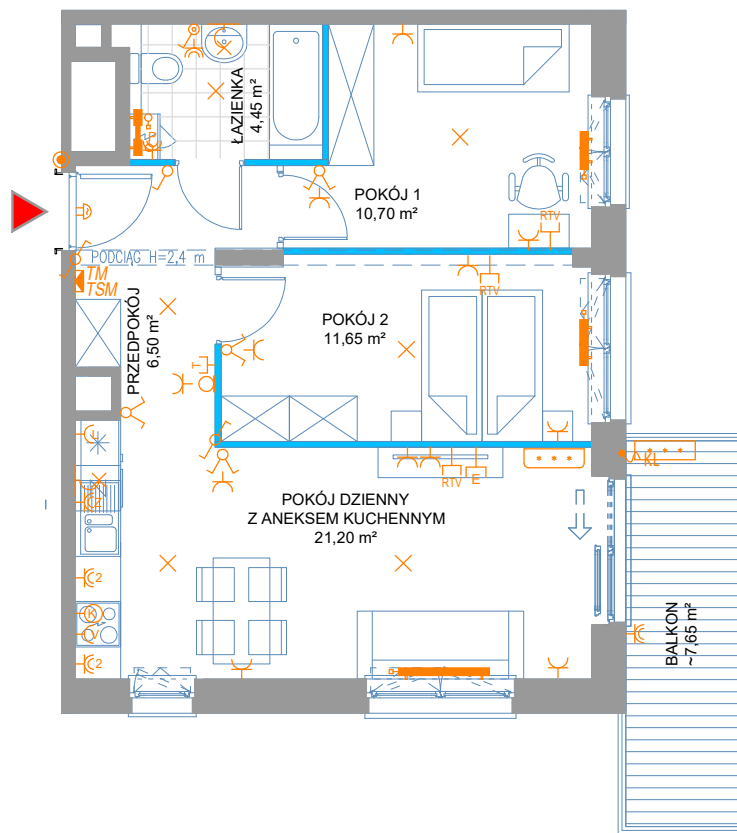 ŁAZIENKA
4,45 m²
POKÓJ 1
10,70 m²
RTV
PODCIĄG H=2,4 m
TM
TSM
PRZEDPOKÓJ
6,50 m²
RTV
POKÓJ 2
11,65 m²
RTV
E
KL
POKÓJ DZIENNY
Z ANEKSEM KUCHENNYM
21,20 m²
2
K
V
2
BALKON
~7,65 m²